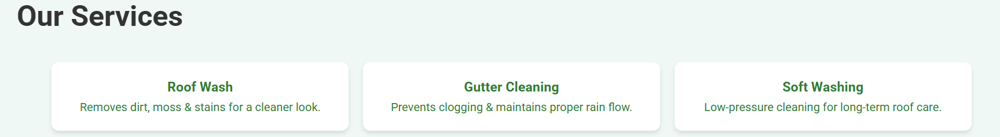 Our Services
Roof Wash
Removes dirt, moss & stains for a cleaner look.
Gutter Cleaning
Prevents clogging & maintains proper rain flow.
Soft Washing
Low-pressure cleaning for long-term roof care.